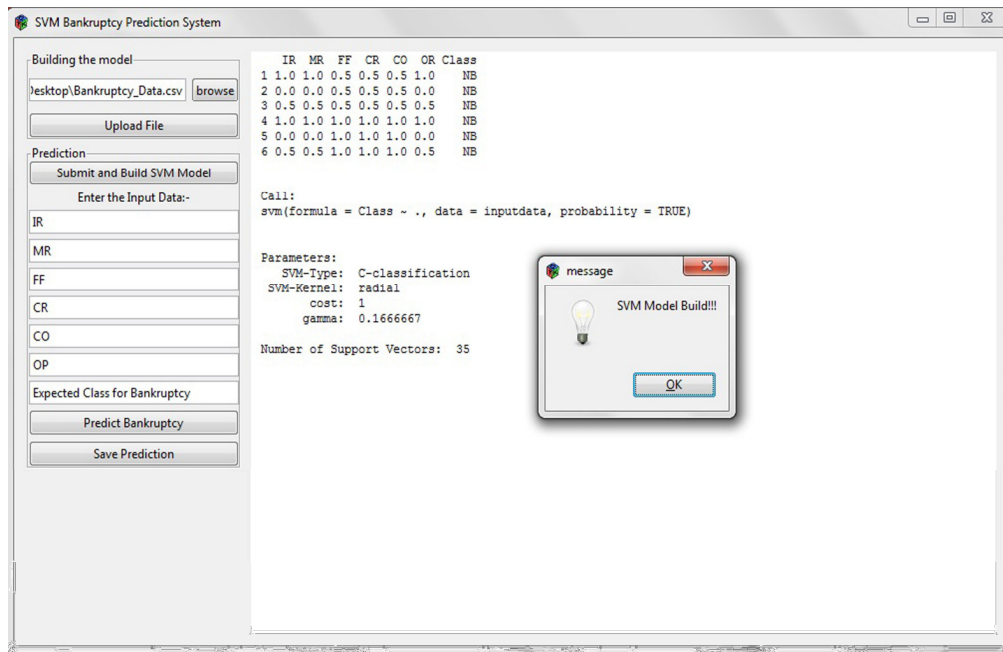 SVM Bankruptcy Prediction System
Building the model
)esktop\Bankruptcy_Data.csv browse
Upload File
Prediction
Submit and Build SVM Model
Enter the Input Data:-
IR
MR
FF
CR
CO
OP
Expected Class for Bankruptcy
Predict Bankruptcy
Save Prediction
IR MR FF CR CO OR Class
1 1.0 1.0 0.5 0.5 0.5 1.0 NB
2 0.0 0.0 0.5 0.5 0.5 0.0 NB
3 0.5 0.5 0.5 0.5 0.5 0.5 NB
4 1.0 1.0 1.0 1.0 1.0 1.0 NB
5 0.0 0.0 1.0 1.0 1.0 0.0 NB
6 0.5 0.5 1.0 1.0 1.0 0.5 NB
Call:
svm(formula = Class ~ ., data = inputdata, probability = TRUE)
Parameters:
SVM-Type: C-classification
SVM-Kernel: radial
cost: 1
gamma: 0.1666667
Number of Support Vectors: 35
message
SVM Model Build!!!
OK